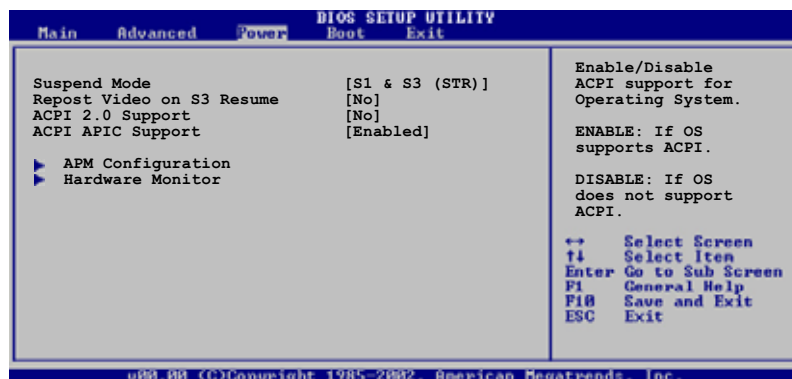 BIOS SETUP UTILITY
Main Advanced Power Boot Exit
Suspend Mode [S1 & S3 (STR)]
Repost Video on S3 Resume [No]
ACPI 2.0 Support [No]
ACPI APIC Support [Enabled]
APM Configuration
Hardware Monitor
Enable/Disable
ACPI support for
Operating System.
ENABLE: If OS
supports ACPI.
DISABLE: If OS
does not support
ACPI.
↔ Select Screen
↑↓ Select Item
Enter Go to Sub Screen
F1 General Help
F10 Save and Exit
ESC Exit
v00.00 (C)Copyright 1985-2002, American Megatrends, Inc.